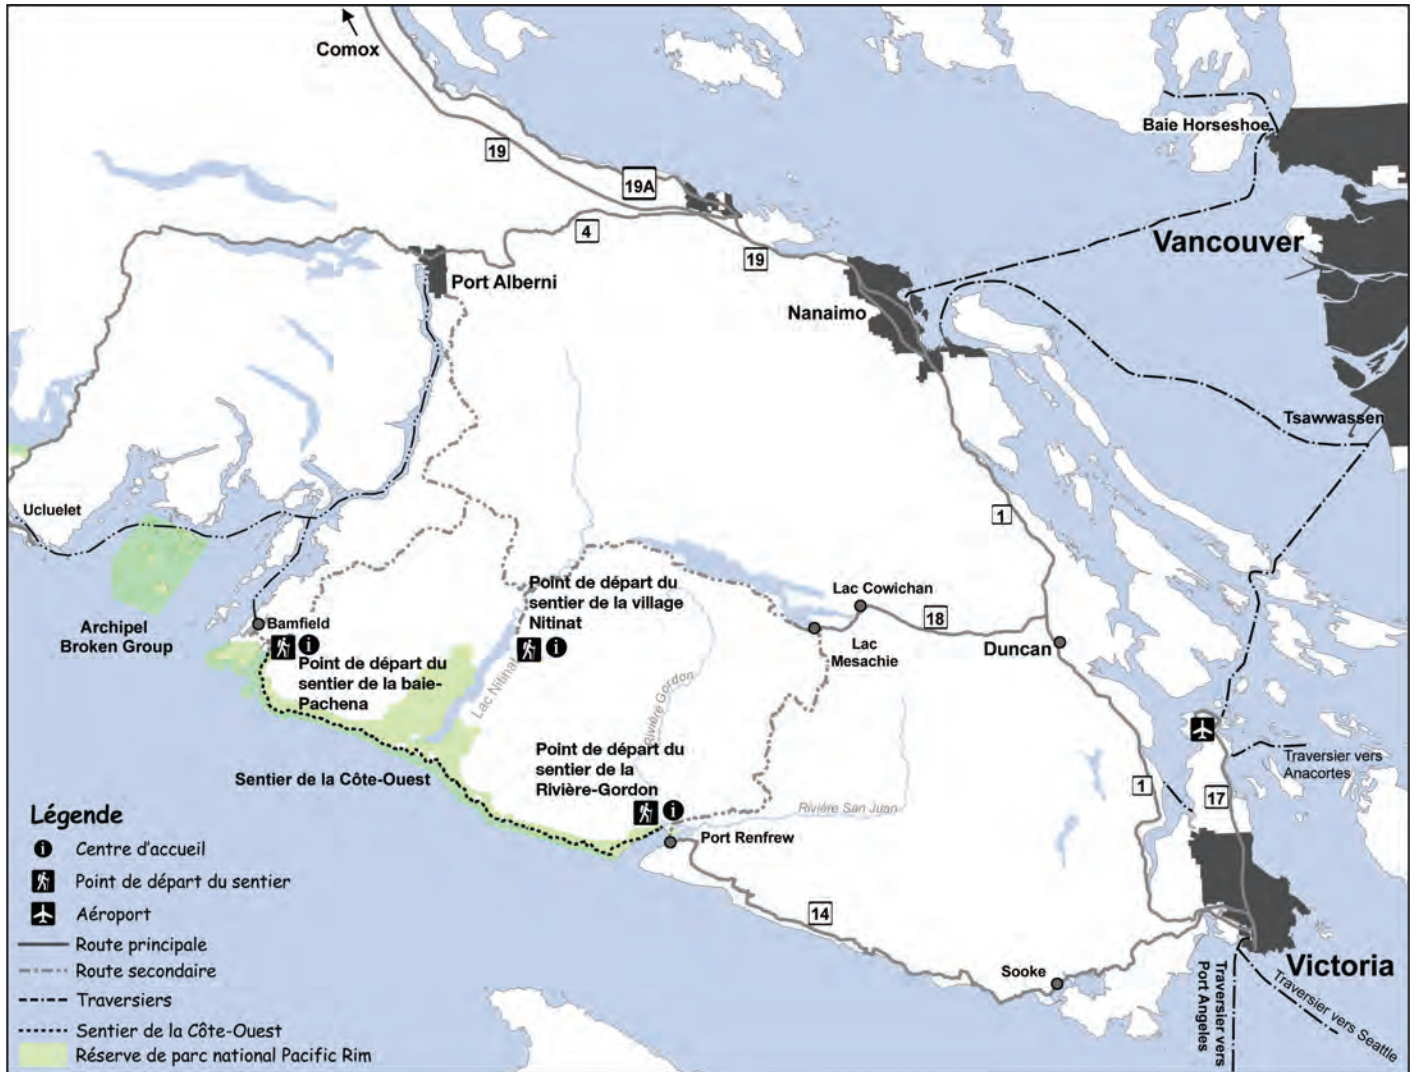 Comox
19
19A
4
19
Baie Horseshoe
Vancouver
Port Alberni
Nanaimo
Tsawwassen
Ucluelet
1
Archipel
Broken Group
Bamfield
Point de départ du
sentier de la baie-
Pachena
Point de départ du
sentier de la village
Nitinat
Lac Nitinat
Rivière Gordon
Lac Cowichan
18
Lac
Mesachie
Duncan
Sentier de la Côte-Ouest
Point de départ du
sentier de la
Rivière-Gordon
Traversier vers
Anacortes
1
17
Rivière San Juan
Port Renfrew
14
Sooke
Victoria
Traversier vers
Port Angeles
Traversier vers Seattle
Légende
Centre d'accueil
Point de départ du sentier
Aéroport
Route principale
Route secondaire
Traversiers
Sentier de la Côte-Ouest
Réserve de parc national Pacific Rim